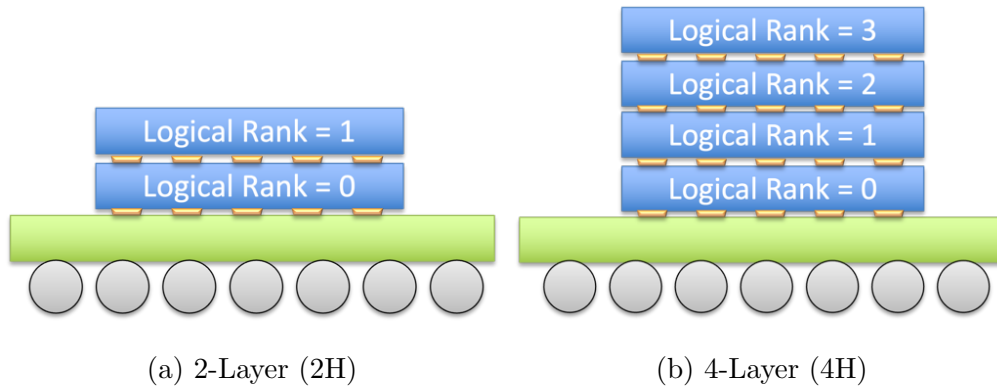 Logical Rank = 1
Logical Rank = 0
Logical Rank = 3
Logical Rank = 2
Logical Rank = 1
Logical Rank = 0
(a) 2-Layer (2H)
(b) 4-Layer (4H)